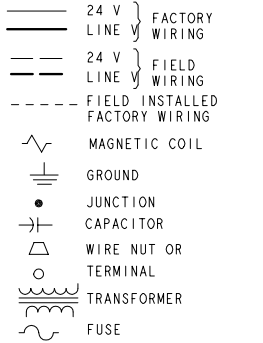 24 V
LINE V
FACTORY
WIRING
24 V
LINE V
FIELD
WIRING
FIELD INSTALLED
FACTORY WIRING
MAGNETIC COIL
GROUND
JUNCTION
CAPACITOR
WIRE NUT OR
TERMINAL
TRANSFORMER
FUSE